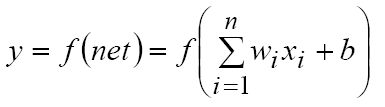 y = f(net) = f(∑_{i=1}^{n} w_i x_i + b)